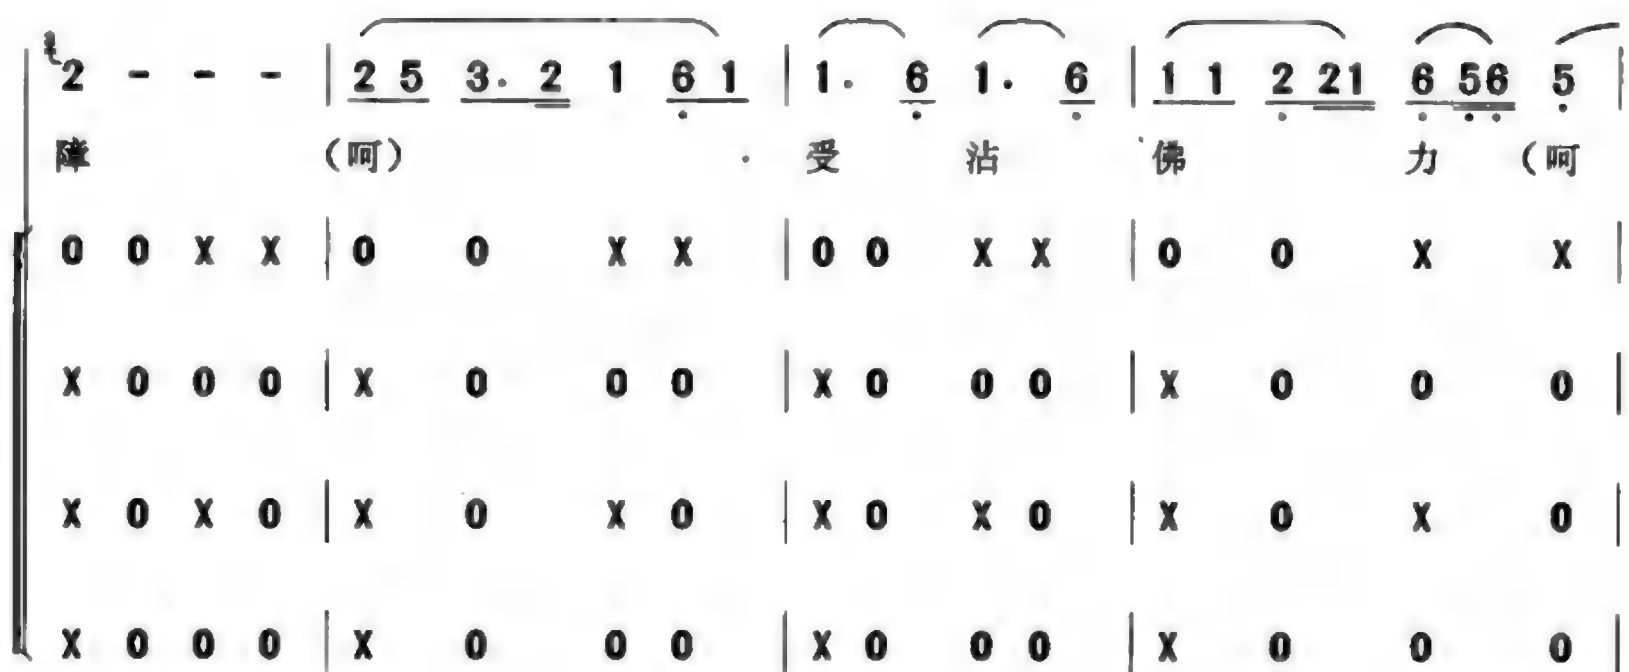 2 - - - | 2 5 3. 2 1 6 1 | 1. 6 1. 6 | 1 1 2 21 6 56 5 |
障 (呵) 受 沾 佛 力 (呵
0 0 X X | 0 0 X X | 0 0 X X | 0 0 X X |
X 0 0 0 | X 0 0 0 | X 0 0 0 | X 0 0 0 |
X 0 X 0 | X 0 X 0 | X 0 X 0 | X 0 X 0 |
X 0 0 0 | X 0 0 0 | X 0 0 0 | X 0 0 0 |